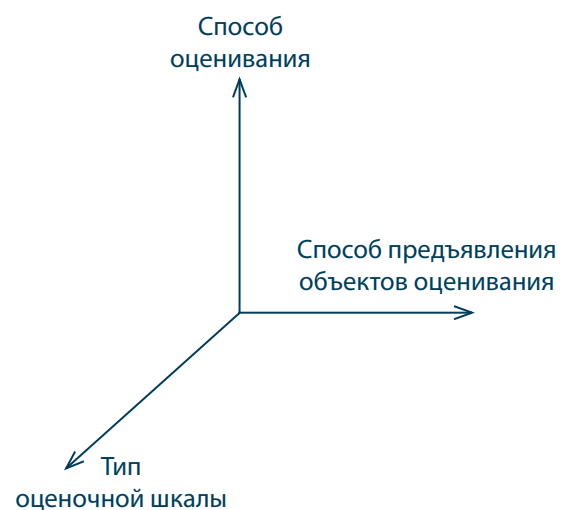 Способ
оценивания
Способ предъявления
объектов оценивания
Тип
оценочной шкалы